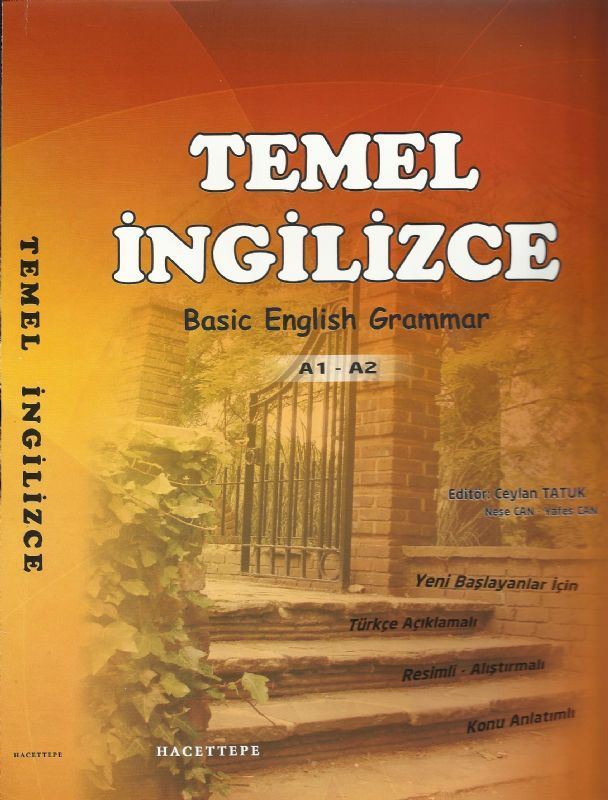 TEMEL
İNGİLİZCE
Basic English Grammar
A1 - A2
Editör: Ceylan TATUK
Neşe CAN - Yafes CAN
Yeni Başlayanlar İçin
Türkçe Açıklamalı
Resimli - Alıştırmalı
Konu Anlatımlı
HACETTEPE
TEMEL İNGİLİZCE
HACETTEPE